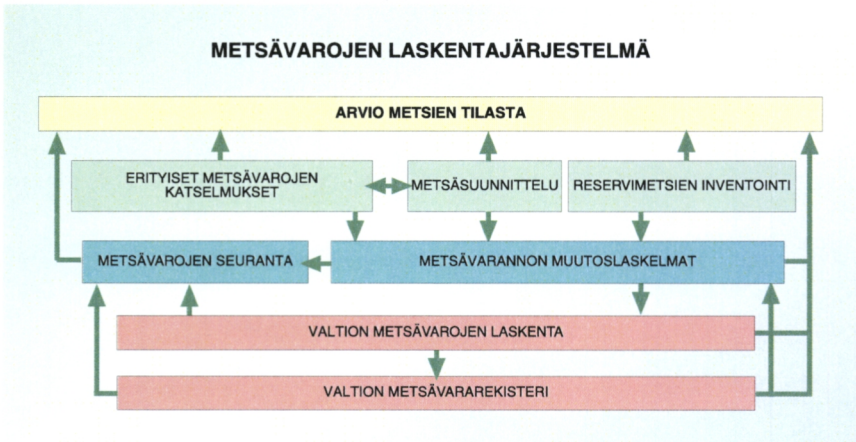 METSÄVAROJEN LASKENTAJÄRJESTELMÄ
ARVIO METSIEN TILASTA
ERITYISET METSÄVAROJEN
KATSELMUKSET
METSÄSUUNNITTELU
RESERVIMETSIEN INVENTOINTI
METSÄVAROJEN SEURANTA
METSÄVARANNON MUUTOSLASKELMAT
VALTION METSÄVAROJEN LASKENTA
VALTION METSÄVARAREKISTERI